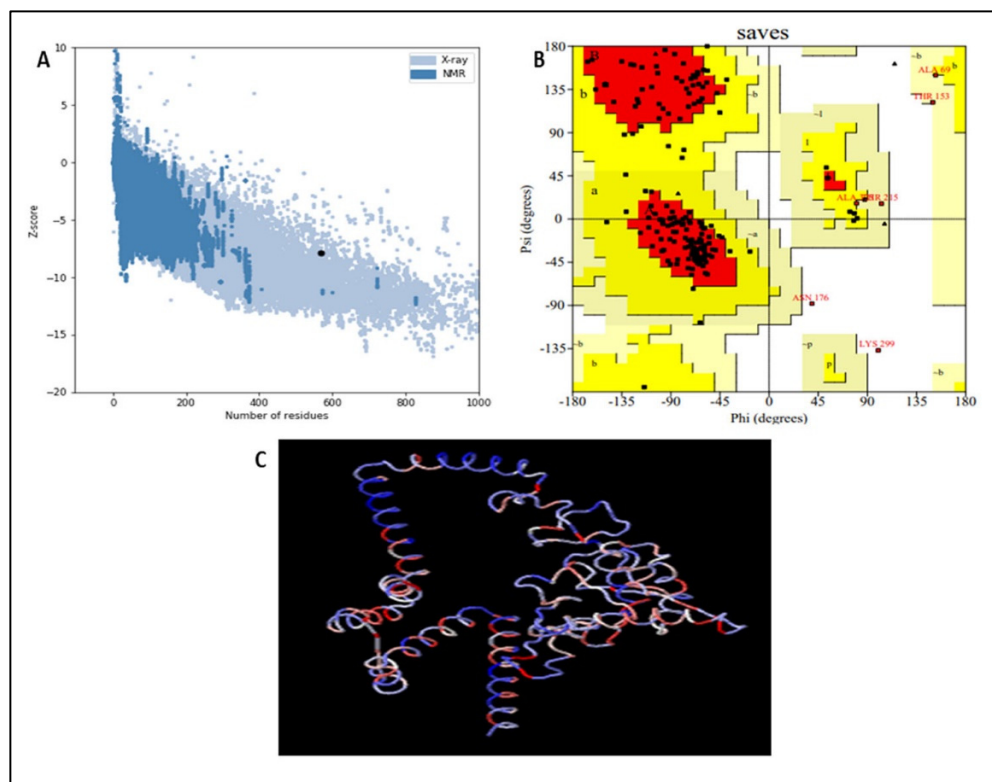 A
10
5
0
-5
-10
-15
-20
Z-score
0
200
400
600
800
1000
Number of residues
X-ray
NMR
saves
B
180
135
90
45
0
-45
-90
-135
Psi (degrees)
-180
-135
-90
-45
0
45
90
135
180
Phi (degrees)
B
b
~b
b
~b
b
ALA 69
THR 153
~l
l
a
~a
ALA
215
ASN 176
LYS 299
~b
b
~p
p
~b
C